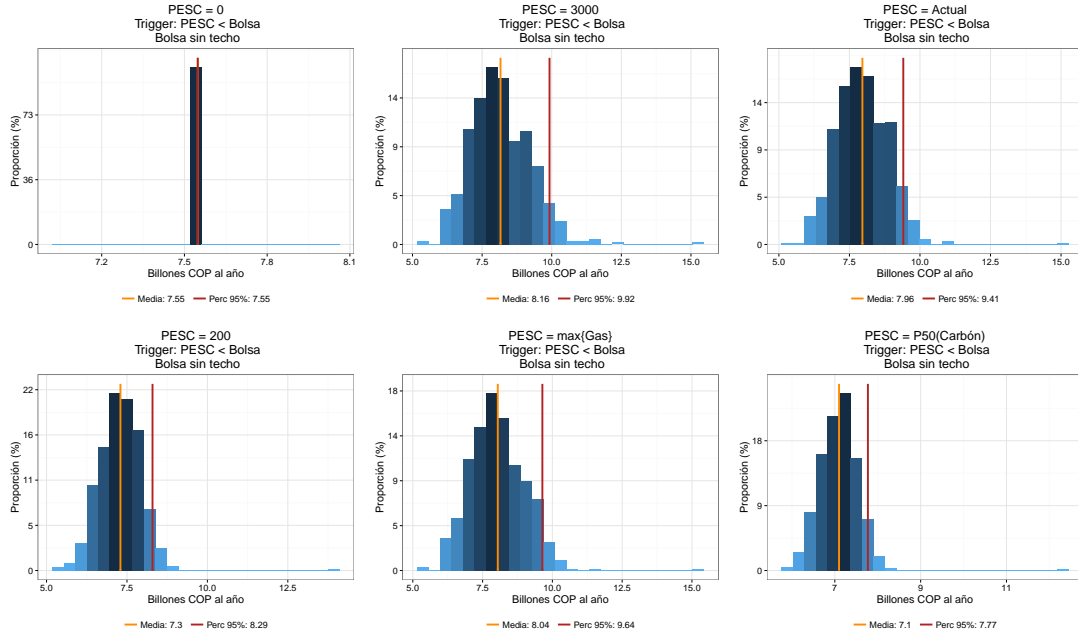 PESC = 0
Trigger: PESC < Bolsa
Bolsa sin techo
Proporción (%)
73
36
0
7.2
7.5
7.8
8.1
Billones COP al año
Media: 7.55 Perc 95%: 7.55
PESC = 3000
Trigger: PESC < Bolsa
Bolsa sin techo
Proporción (%)
14
9
5
0
5.0
7.5
10.0
12.5
15.0
Billones COP al año
Media: 8.16 Perc 95%: 9.92
PESC = Actual
Trigger: PESC < Bolsa
Bolsa sin techo
Proporción (%)
14
9
5
0
5.0
7.5
10.0
12.5
15.0
Billones COP al año
Media: 7.96 Perc 95%: 9.41
PESC = 200
Trigger: PESC < Bolsa
Bolsa sin techo
Proporción (%)
22
16
11
5
0
5.0
7.5
10.0
12.5
Billones COP al año
Media: 7.3 Perc 95%: 8.29
PESC = max{Gas}
Trigger: PESC < Bolsa
Bolsa sin techo
Proporción (%)
18
14
9
5
0
5.0
7.5
10.0
12.5
15.0
Billones COP al año
Media: 8.04 Perc 95%: 9.64
PESC = P50(Carbón)
Trigger: PESC < Bolsa
Bolsa sin techo
Proporción (%)
18
9
0
7
9
11
Billones COP al año
Media: 7.1 Perc 95%: 7.77